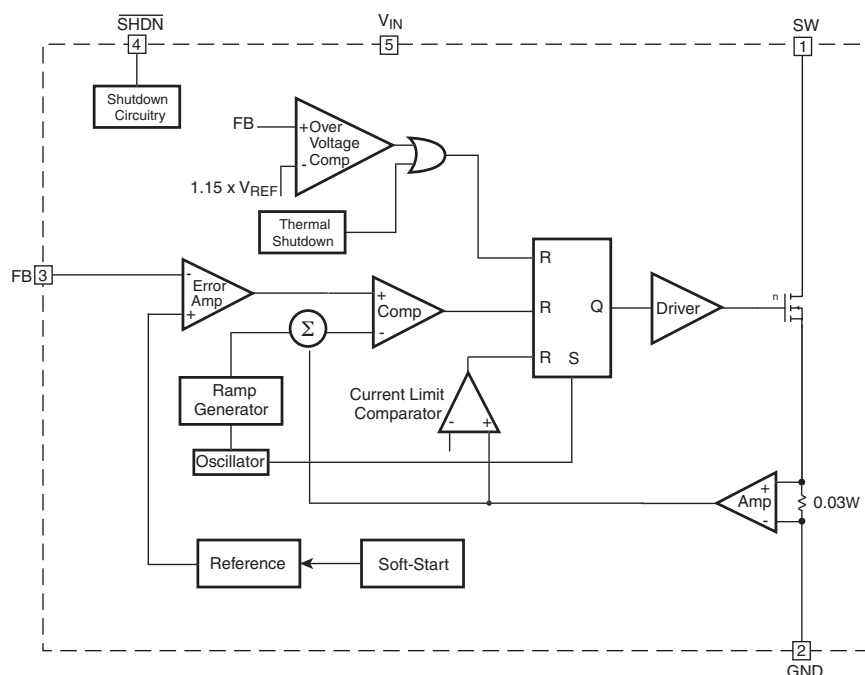 SHDN
4
VIN
5
SW
1
Shutdown
Circuitry
FB
+
Over
Voltage
Comp
-
1.15 x VREF
Thermal
Shutdown
FB
3
-
Error
Amp
+
Σ
+
Comp
-
R
R
R
S
Q
Driver
n
Ramp
Generator
Oscillator
Current Limit
Comparator
-
+
+
Amp
-
0.03W
Reference
Soft-Start
2
GND